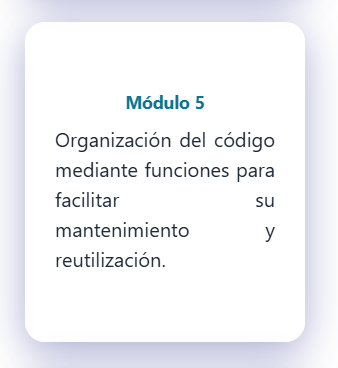 Módulo 5
Organización del código
mediante funciones para
facilitar su
mantenimiento y
reutilización.